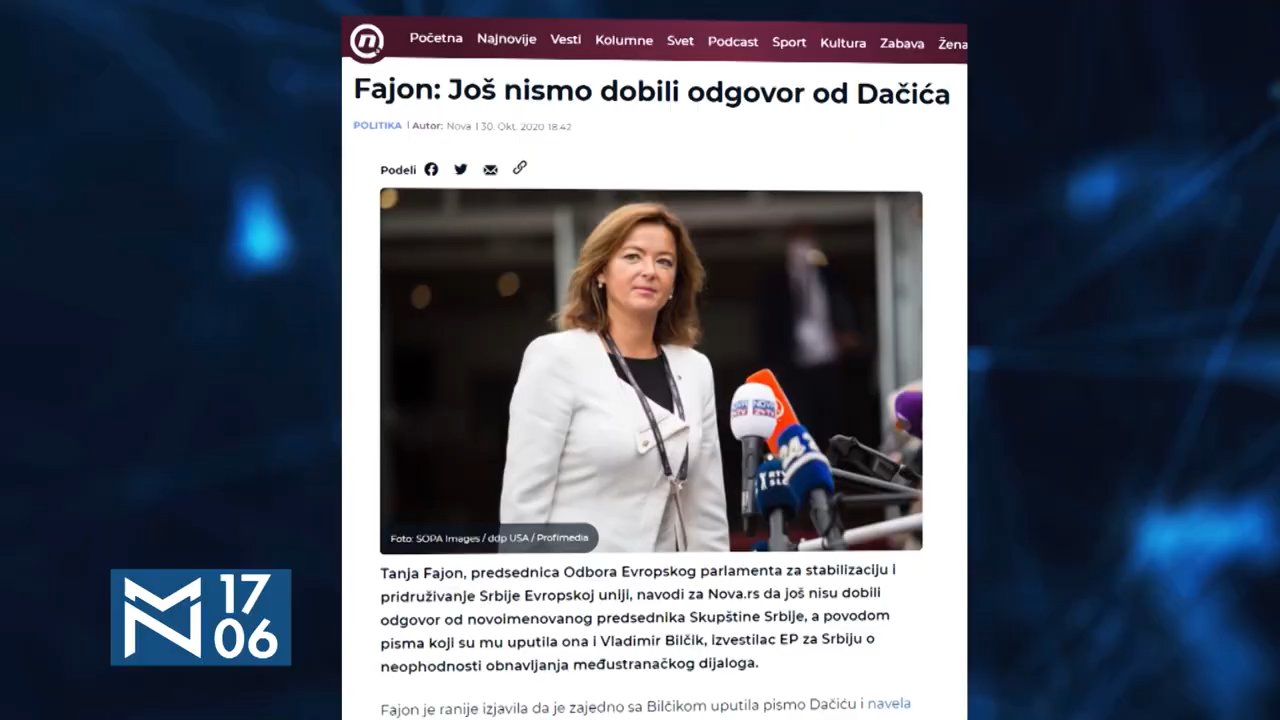 n Početna Najnovije Vesti Kolumne Svet Podcast Sport Kultura Zabava Žena
Fajon: Još nismo dobili odgovor od Dačića
POLITIKA | Autor: Nova | 30. Okt. 2020 18:42
Podeli
Foto: SOPA Images / ddp USA / Profimedia
Tanja Fajon, predsednica Odbora Evropskog parlamenta za stabilizaciju i
pridruživanje Srbije Evropskoj uniji, navodi za Nova.rs da još nisu dobili
odgovor od novoimenovanog predsednika Skupštine Srbije, a povodom
pisma koji su mu uputila ona i Vladimir Bilčik, izvestilac EP za Srbiju o
neophodnosti obnavljanja međustranačkog dijaloga.
Fajon je ranije izjavila da je zajedno sa Bilčikom uputila pismo Dačiću i navela
17
06